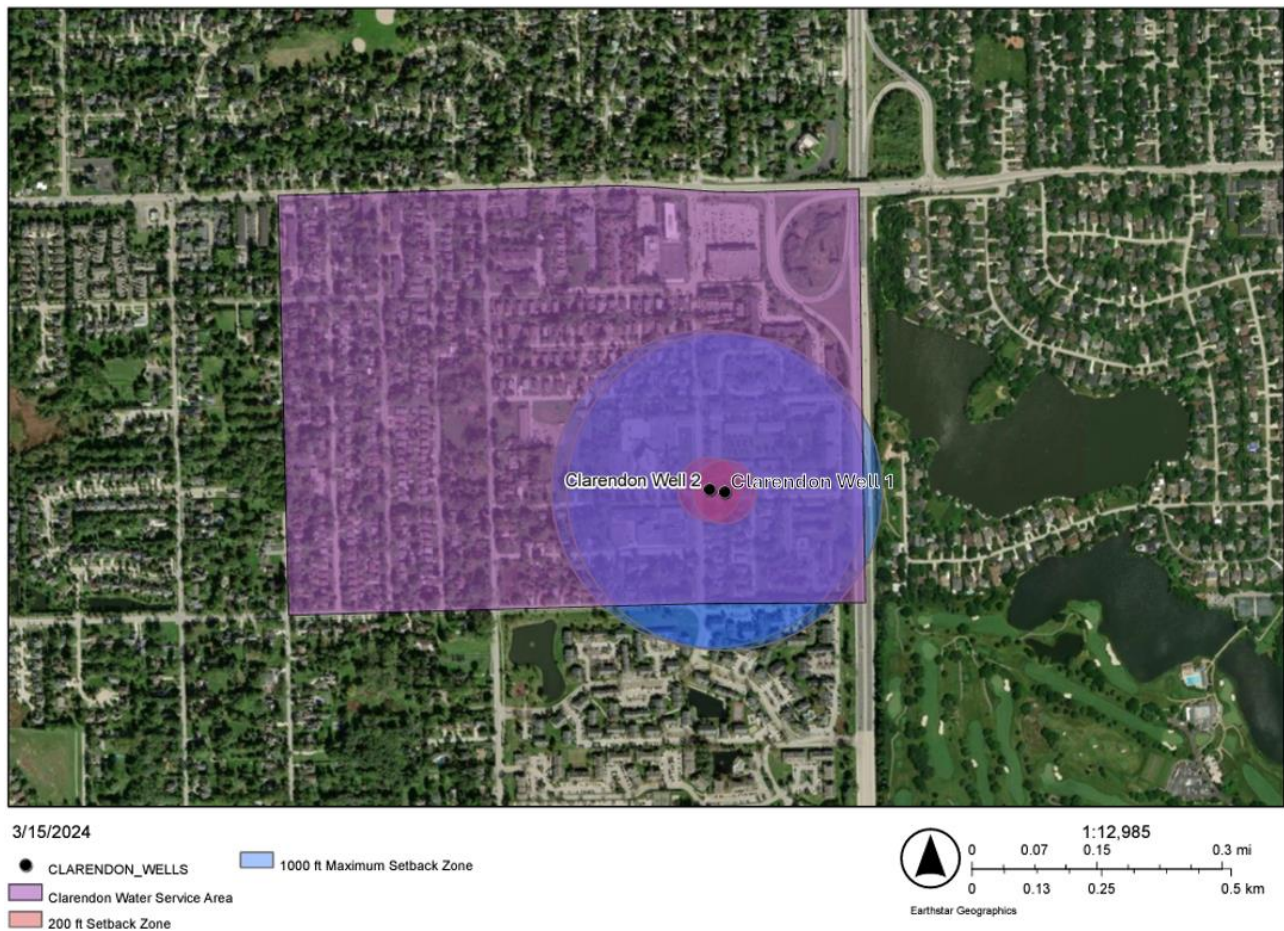 Clarendon Well 2 Clarendon Well 1
3/15/2024
CLARENDON_WELLS
Clarendon Water Service Area
200 ft Setback Zone
1000 ft Maximum Setback Zone
1:12,985
0 0.07 0.15 0.3 mi
0 0.13 0.25 0.5 km
Earthstar Geographics